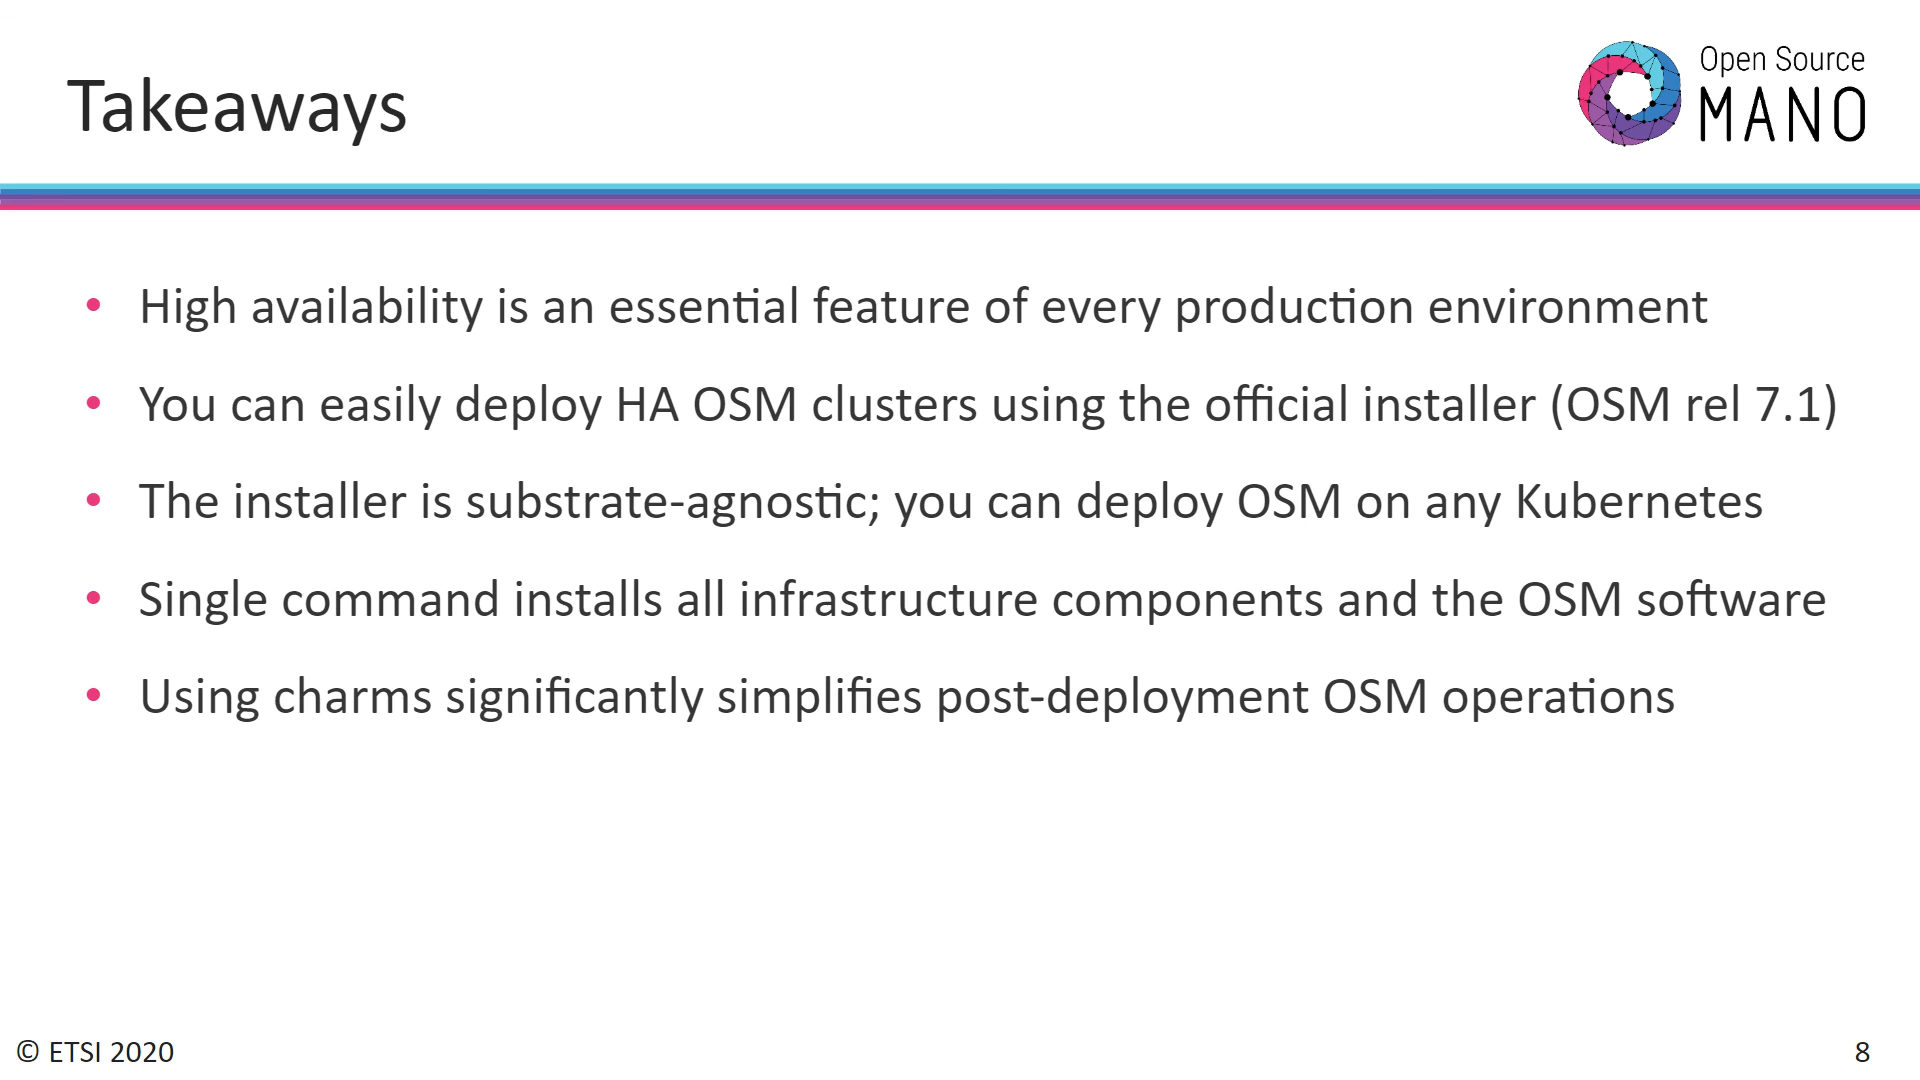 Takeaways
Open Source
MANO
• High availability is an essential feature of every production environment
• You can easily deploy HA OSM clusters using the official installer (OSM rel 7.1)
• The installer is substrate-agnostic; you can deploy OSM on any Kubernetes
• Single command installs all infrastructure components and the OSM software
• Using charms significantly simplifies post-deployment OSM operations
© ETSI 2020
8